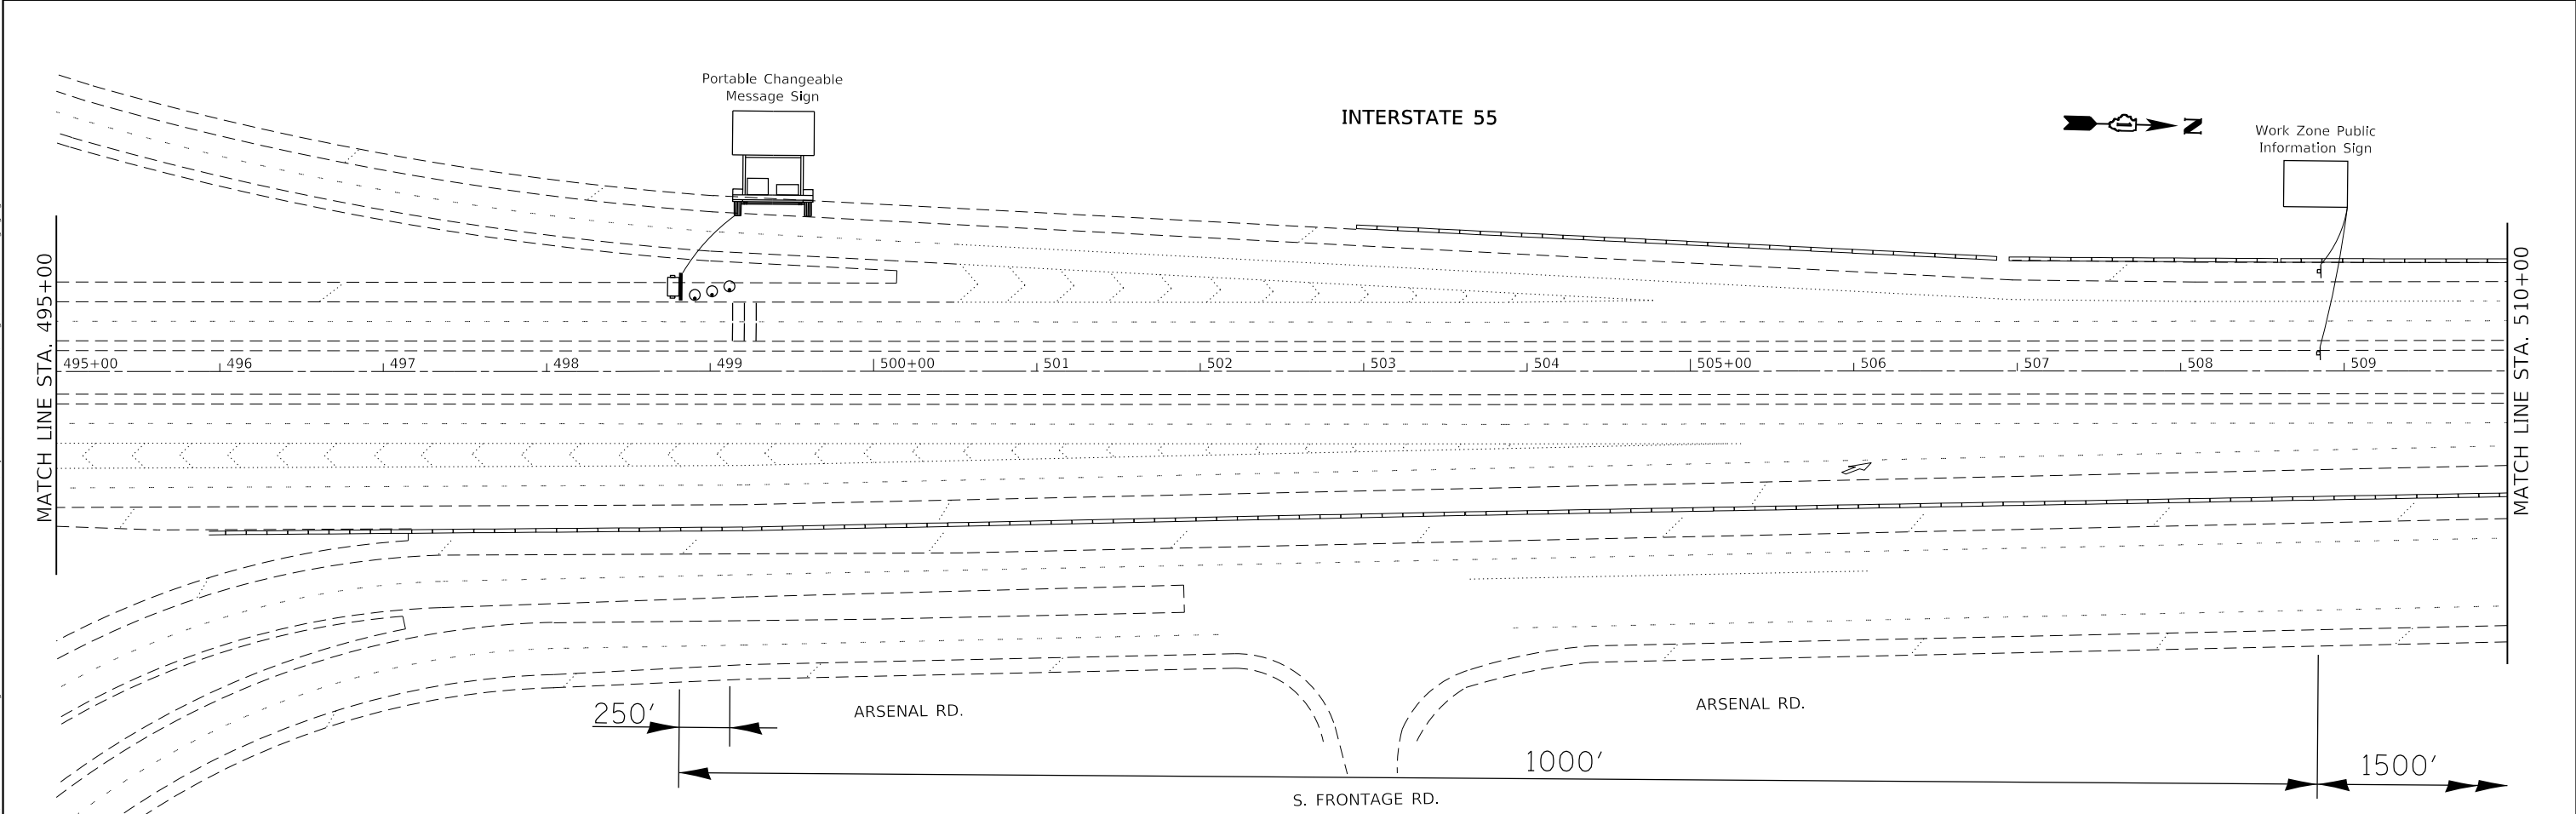 Portable Changeable
Message Sign
INTERSTATE 55
N
Work Zone Public
Information Sign
MATCH LINE STA. 495+00
MATCH LINE STA. 510+00
495+00 496 497 498 499 500+00 501 502 503 504 505+00 506 507 508 509
250'
ARSENAL RD.
ARSENAL RD.
1000'
1500'
S. FRONTAGE RD.